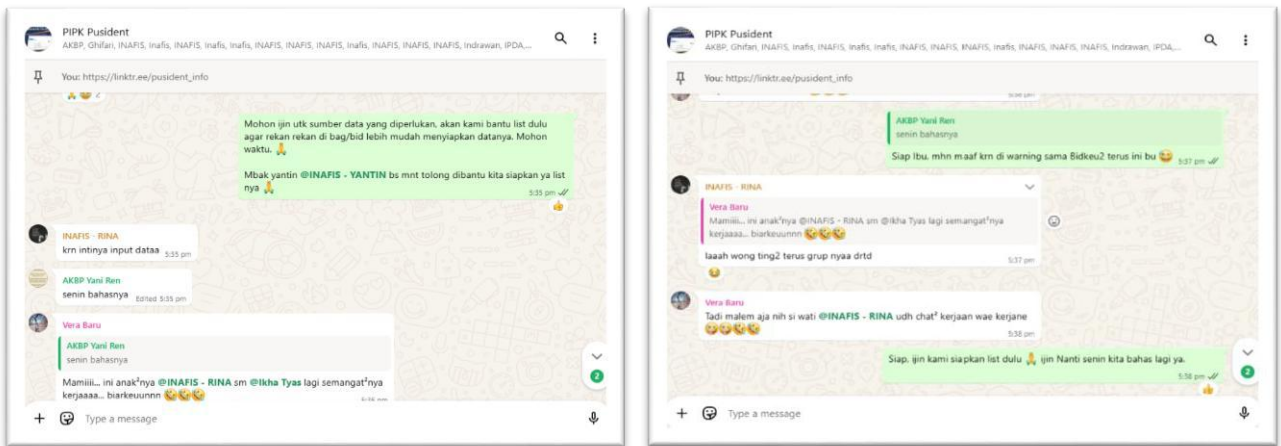 PIPK Pusident
AKBP, Ghifari, INAFIS, Inafis, INAFIS, Inafis, Inafis, INAFIS, INAFIS, INAFIS, Inafis, INAFIS, INAFIS, INAFIS, Indrawan, IPDA,...
You: https://linktr.ee/pusident_info
2
Mohon ijin utk sumber data yang diperlukan, akan kami bantu list dulu
agar rekan rekan di bag/bid lebih mudah menyiapkan datanya. Mohon
waktu. 🙏
Mbak yantin @INAFIS - YANTIN bs mnt tolong dibantu kita siapkan ya list
nya 🙏
5:35 pm
INAFIS - RINA
krn intinya input dataa 5:35 pm
AKBP Yani Ren
senin bahasnya Edited 5:35 pm
Vera Baru
AKBP Yani Ren
senin bahasnya
Mamiiii... ini anak²nya @INAFIS - RINA sm @Ikha Tyas lagi semangat²nya
kerjaaaa... biarkeuunnn 🤣🤣🤣
2
Type a message
PIPK Pusident
AKBP, Ghifari, INAFIS, Inafis, INAFIS, Inafis, Inafis, INAFIS, INAFIS, INAFIS, Inafis, INAFIS, INAFIS, INAFIS, Indrawan, IPDA,...
You: https://linktr.ee/pusident_info
AKBP Yani Ren
senin bahasnya
Siap Ibu. mhn maaf krn di warning sama Bidkeu2 terus ini bu 😂 5:37 pm
INAFIS - RINA
Vera Baru
Mamiiii... ini anak²nya @INAFIS - RINA sm @Ikha Tyas lagi semangat²nya
kerjaaaa... biarkeuunnn 🤣🤣🤣
laaah wong ting2 terus grup nyaa drtd
5:37 pm
Vera Baru
Tadi malem aja nih si wati @INAFIS - RINA udh chat² kerjaan wae kerjane
5:38 pm
Siap. ijin kami siapkan list dulu 🙏 ijin Nanti senin kita bahas lagi ya.
5:38 pm
2
Type a message